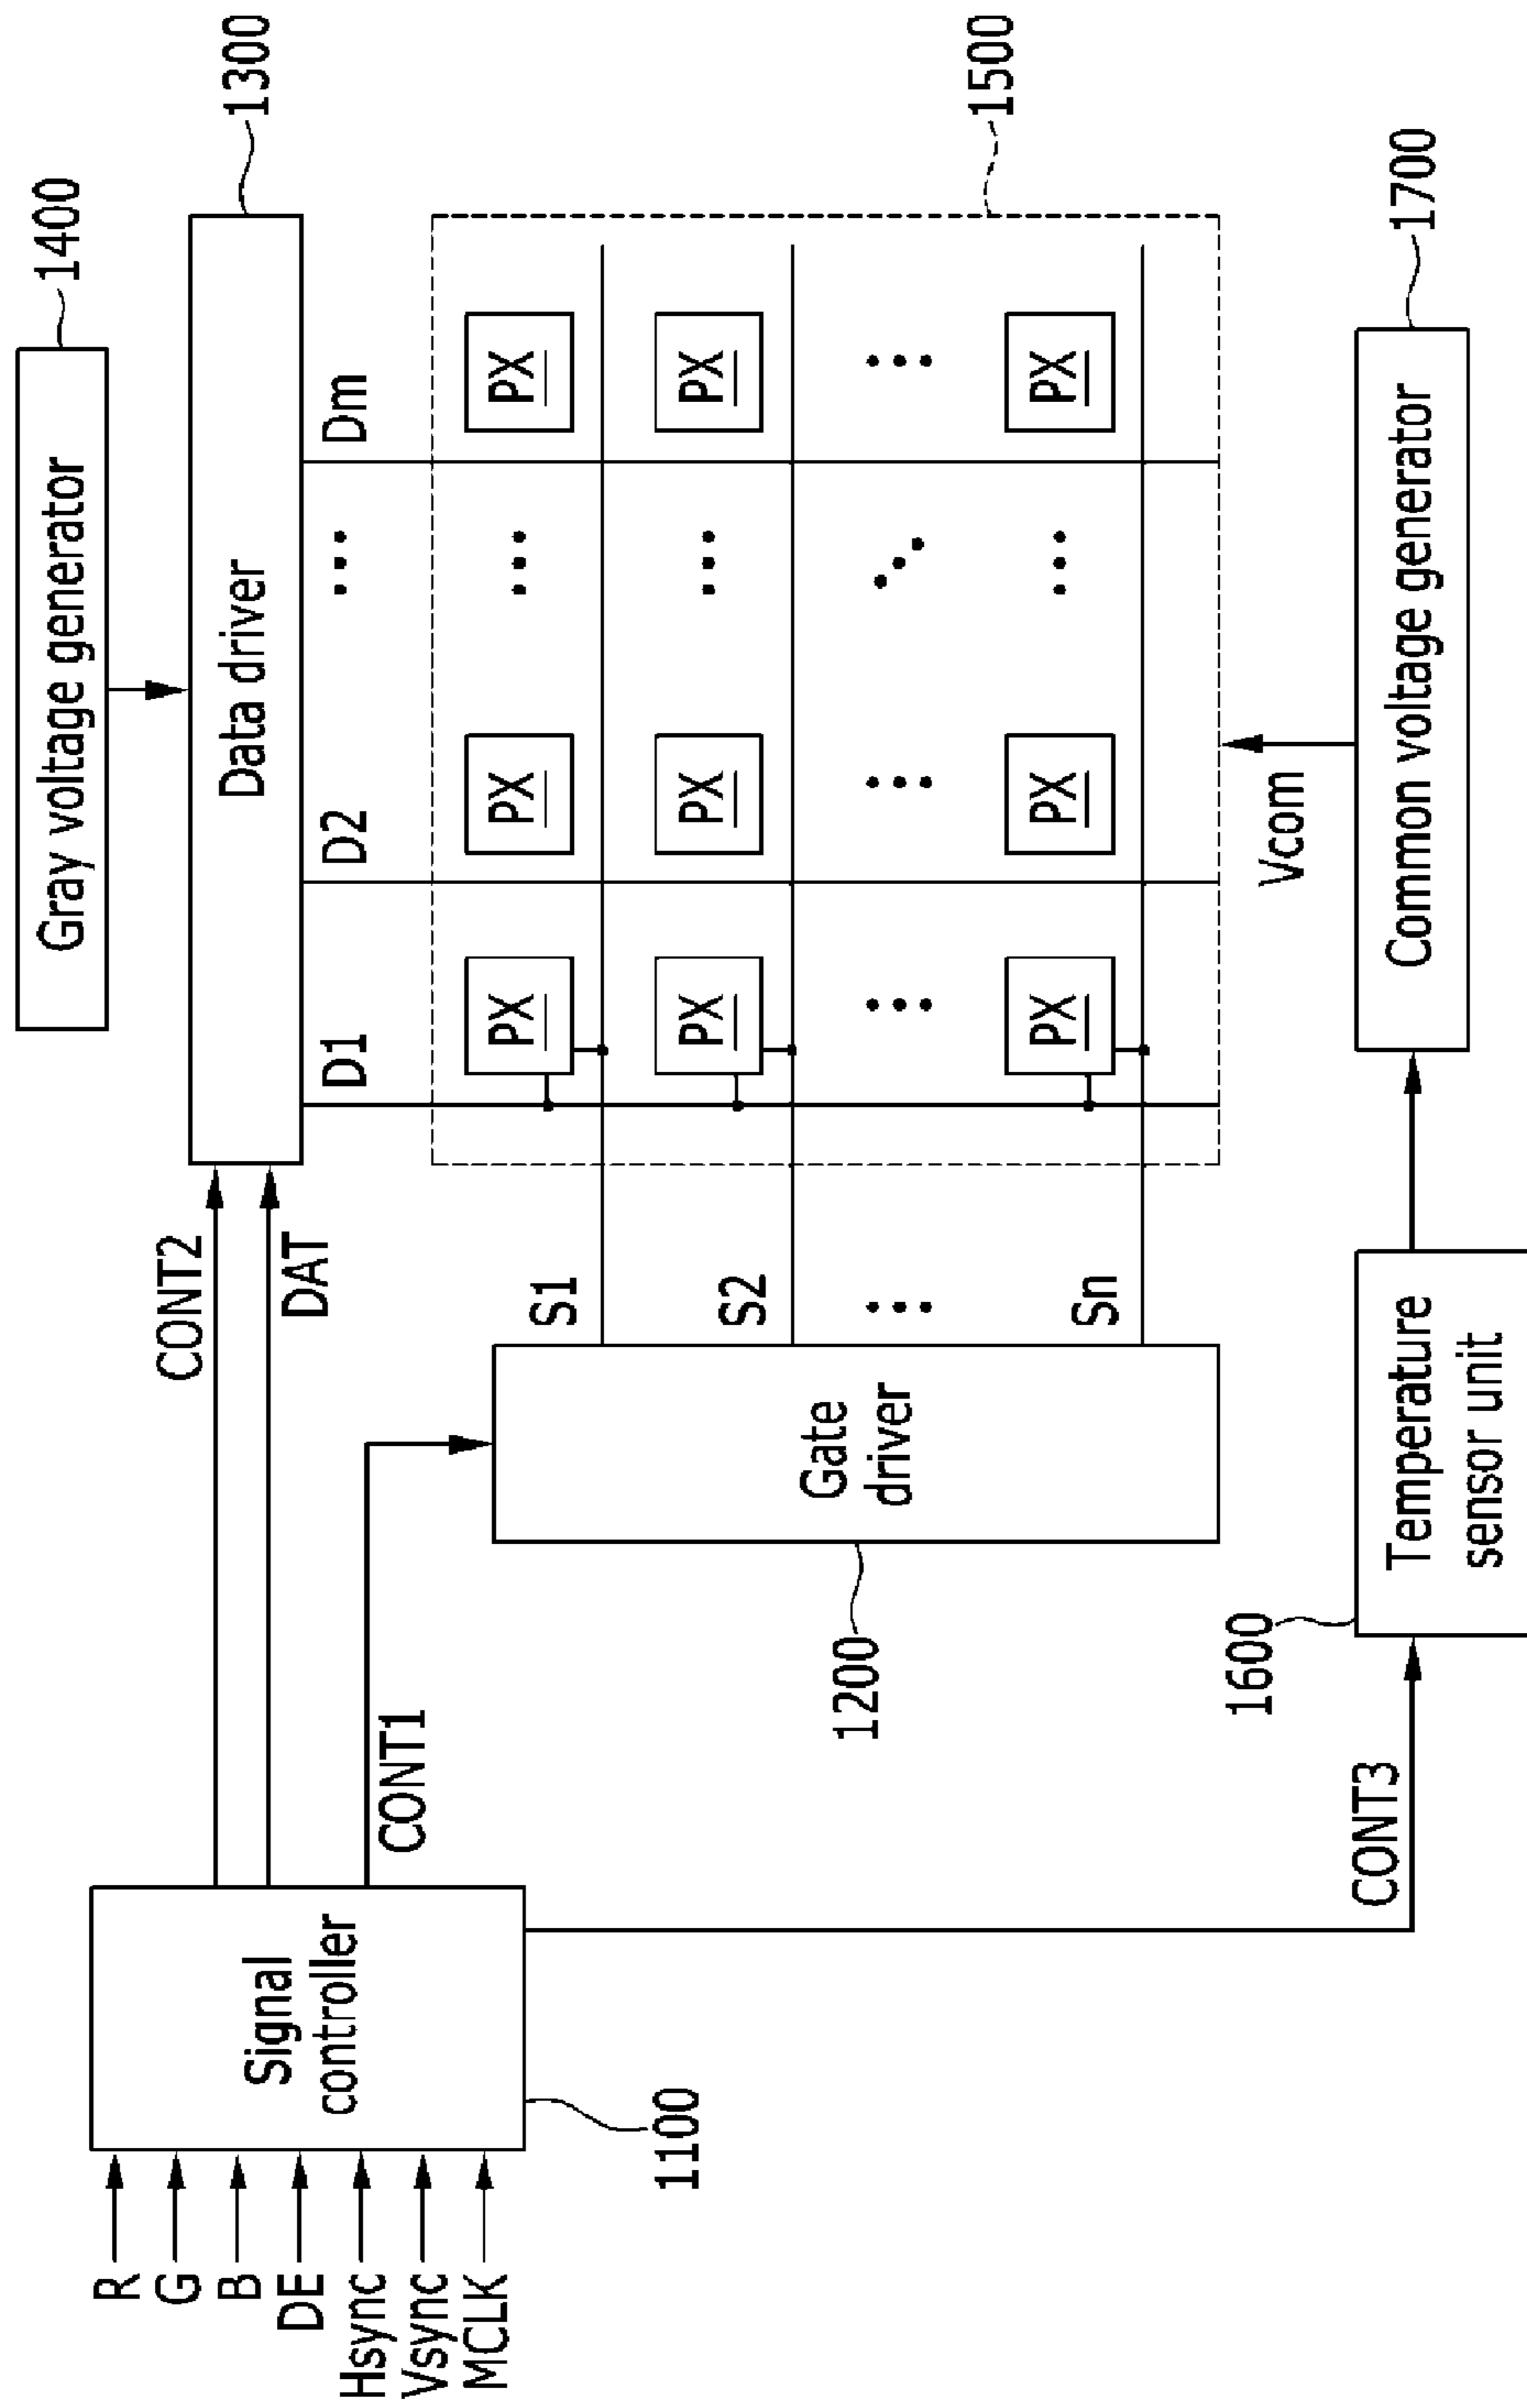 Gray voltage generator
1400
CONT2
DAT
Data driver
1300
R
G
B
DE
Hsync
Vsync
MCLK
Signal
controller
1100
CONT1
D1
D2
...
Dm
S1
PX
PX
...
PX
S2
PX
PX
...
PX
...
...
...
...
...
Sn
PX
PX
...
PX
1500
Gate
driver
1200
Vcom
CONT3
1600
Temperature
sensor unit
Common voltage generator
1700